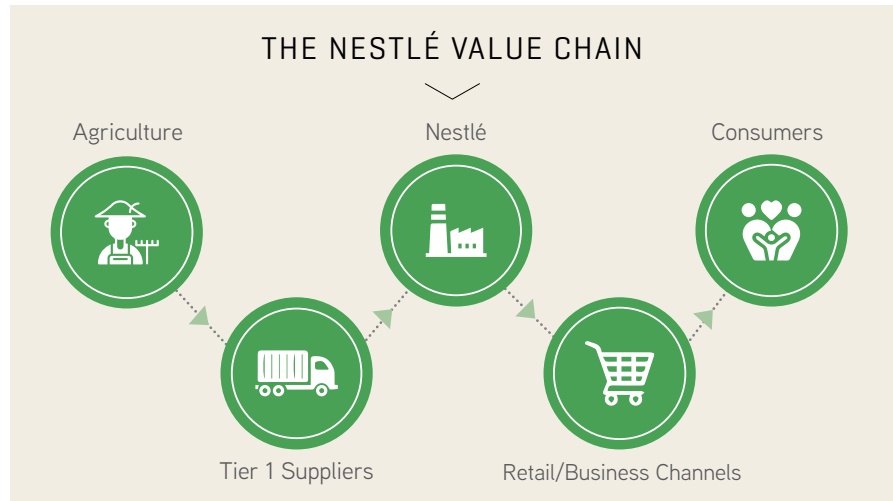 THE NESTLÉ VALUE CHAIN
Agriculture
Nestlé
Consumers
Tier 1 Suppliers
Retail/Business Channels